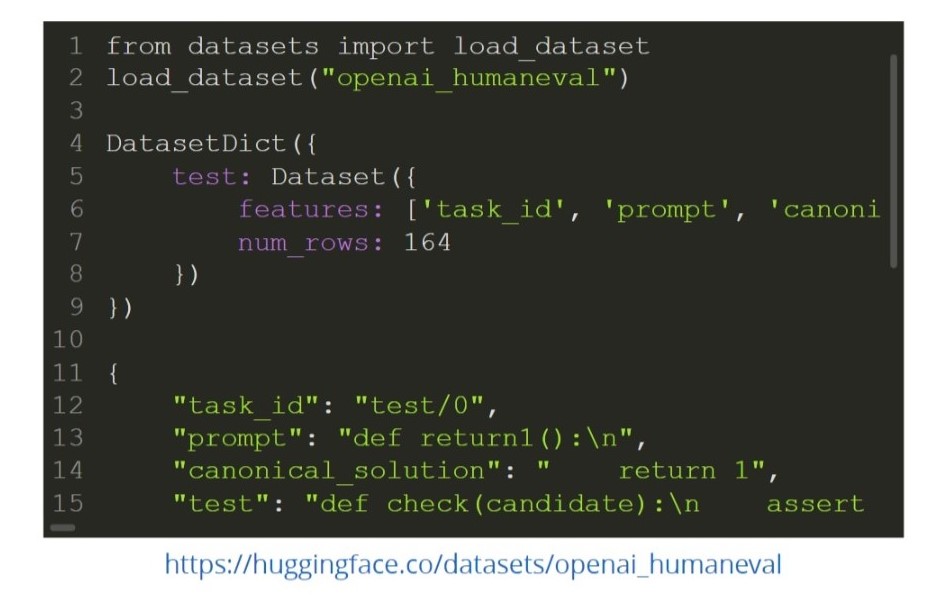 1 from datasets import load_dataset
2 load_dataset("openai_humaneval")
3
4 DatasetDict({
5     test: Dataset({
6         features: ['task_id', 'prompt', 'canoni
7         num_rows: 164
8     })
9 })
10
11 {
12     "task_id": "test/0",
13     "prompt": "def return1():\n",
14     "canonical_solution": "    return 1",
15     "test": "def check(candidate):\n    assert
https://huggingface.co/datasets/openai_humaneval